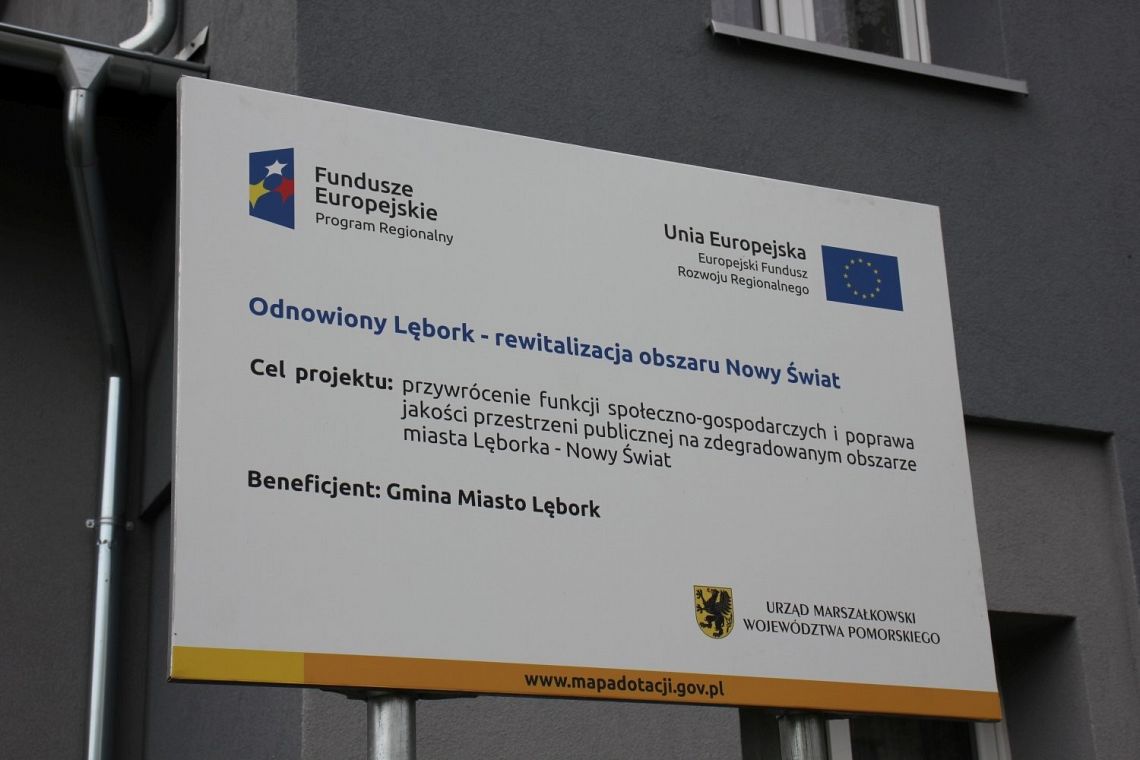 Fundusze
Europejskie
Program Regionalny
Unia Europejska
Europejski Fundusz
Rozwoju Regionalnego
Odnowiony Lębork - rewitalizacja obszaru Nowy Świat
Cel projektu: przywrócenie funkcji społeczno-gospodarczych i poprawa
jakości przestrzeni publicznej na zdegradowanym obszarze
miasta Lęborka - Nowy Świat
Beneficjent: Gmina Miasto Lębork
URZĄD MARSZAŁKOWSKI
WOJEWÓDZTWA POMORSKIEGO
www.mapadotacji.gov.pl